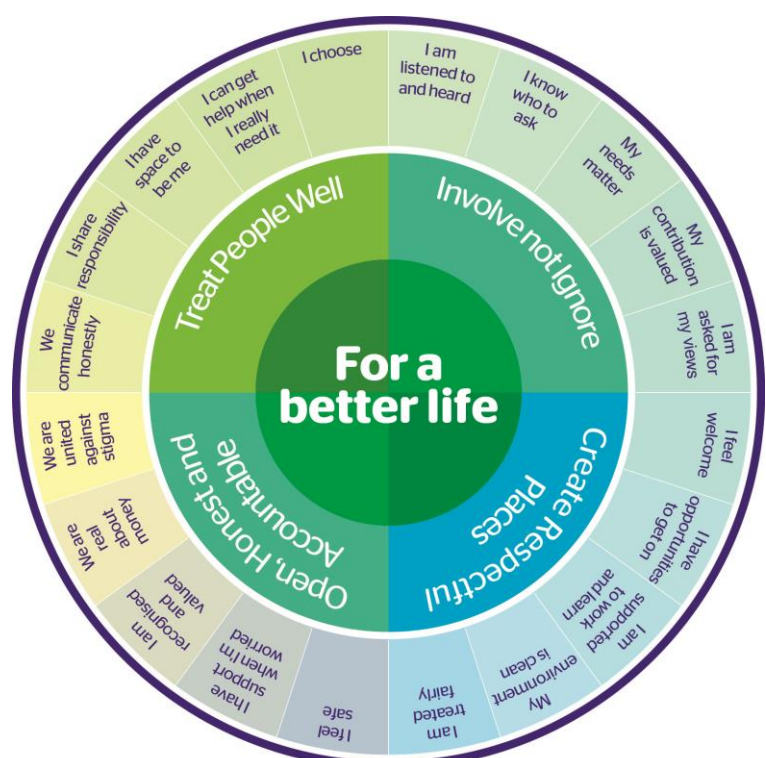 For a
better life
Treat People Well
Involve not Ignore
Create Respectful
Places
Open, Honest and
Accountable
I am
listened to
and heard
I know
who to
ask
My
needs
matter
My
contribution
is valued
I am
asked for
my views
I feel
welcome
I have
opportunities
to get on
I am
supported
to work
and learn
My
environment
is clean
I am
treated
fairly
I feel
safe
I have
support
when I'm
worried
I am
recognised
and
valued
We are
real
about
money
We are
united
against
stigma
We
communicate
honestly
I share
responsibility
I have
space to
be me
I can get
help when
I really
need it
I choose